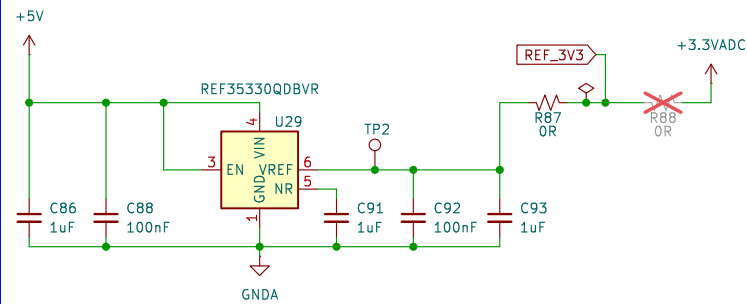 +5V
REF_3V3
+3.3VADC
REF35330QDBVR
U29
R87
0R
R88
0R
TP2
4
VIN
3
EN
VREF
6
5
NR
GND
1
C86
1uF
C88
100nF
C91
1uF
C92
100nF
C93
1uF
GNDA